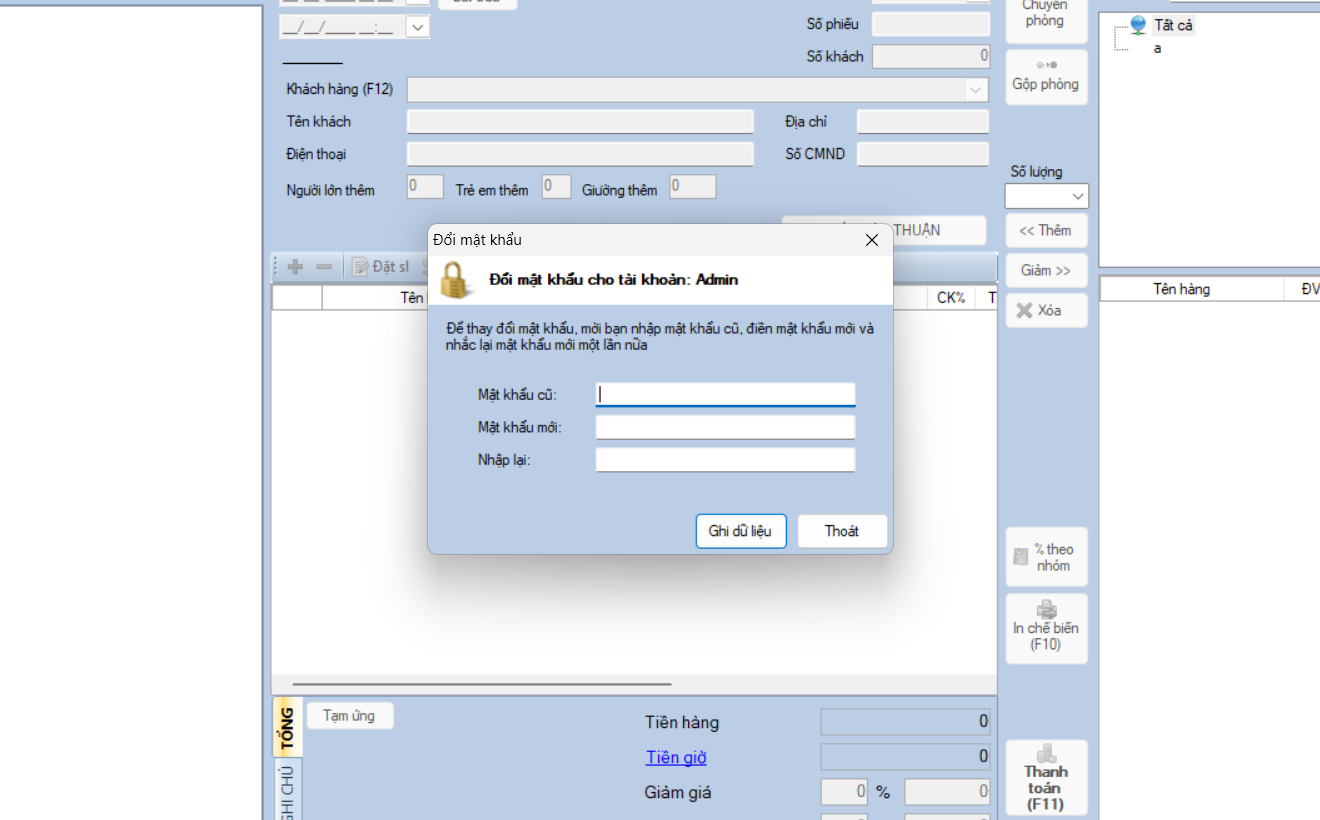 Chuyển
phòng
Số phiếu
__/__/____ __:__
Số khách 0
Khách hàng (F12)
Gộp phòng
Tên khách Địa chỉ
Điện thoại Số CMND
Người lớn thêm 0 Trẻ em thêm 0 Giường thêm 0
Tất cả
a
Số lượng
THUẬN
<< Thêm
Giảm >>
Xóa
Đặt sl
Tên
CK%
T
Tên hàng
ĐV
Đổi mật khẩu
Đổi mật khẩu cho tài khoản: Admin
Để thay đổi mật khẩu, mời bạn nhập mật khẩu cũ, điền mật khẩu mới và
nhắc lại mật khẩu mới một lần nữa
Mật khẩu cũ:
Mật khẩu mới:
Nhập lại:
Ghi dữ liệu Thoát
% theo
nhóm
In chế biến
(F10)
TỔNG
GHI CHÚ
Tạm ứng
Tiền hàng 0
Tiền giờ 0
Giảm giá 0 % 0
Thanh
toán
(F11)